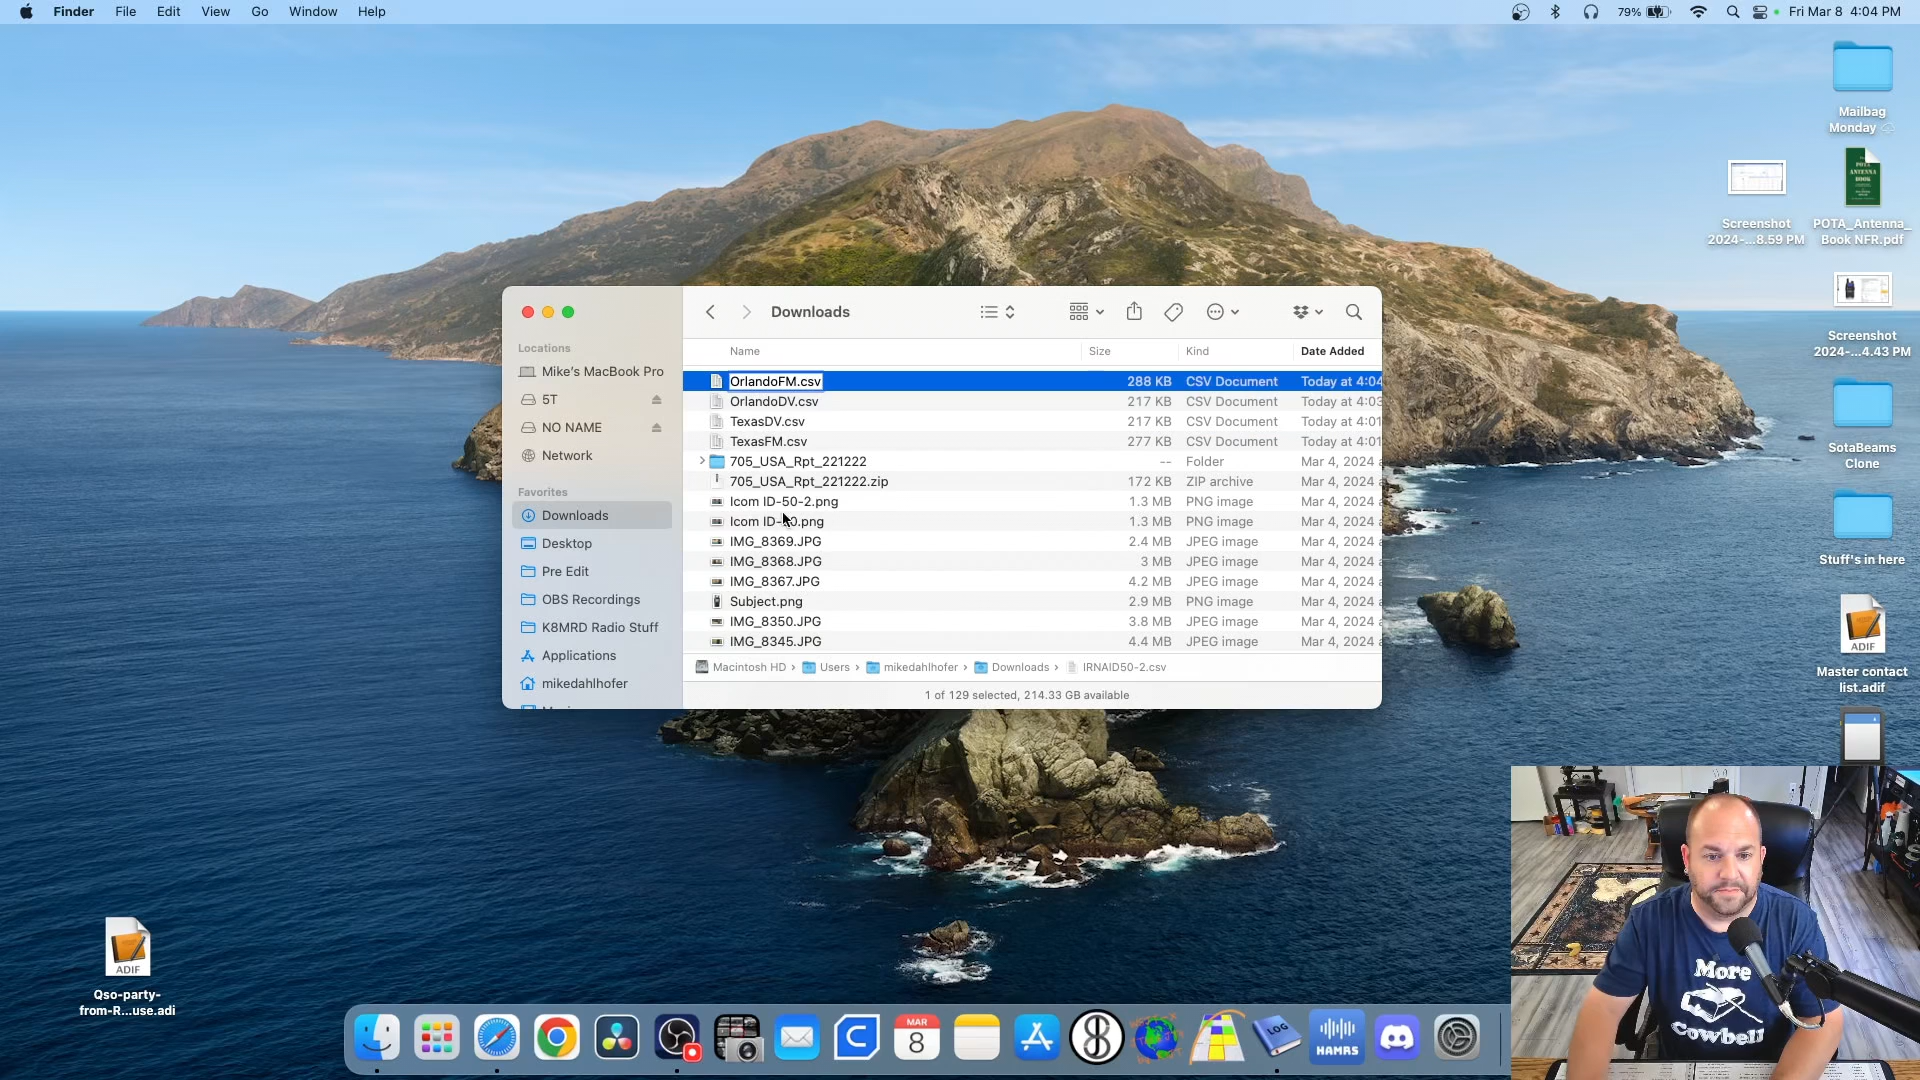 Finder File Edit View Go Window Help
79% Fri Mar 8 4:04 PM
Mailbag
Monday
Screenshot
2024-...8.59 PM
POTA
ANTENNA
BOOK
POTA_Antenna_
Book NFR.pdf
Screenshot
2024-...4.43 PM
SotaBeams
Clone
Stuff's in here
ADIF
Master contact
list.adif
ADIF
Qso-party-
from-R...use.adi
Downloads
Locations
Mike's MacBook Pro
5T
NO NAME
Network
Favorites
Downloads
Desktop
Pre Edit
OBS Recordings
K8MRD Radio Stuff
Applications
mikedahlhofer
Name Size Kind Date Added
OrlandoFM.csv 288 KB CSV Document Today at 4:04
OrlandoDV.csv 217 KB CSV Document Today at 4:03
TexasDV.csv 217 KB CSV Document Today at 4:01
TexasFM.csv 277 KB CSV Document Today at 4:01
705_USA_Rpt_221222 -- Folder Mar 4, 2024
705_USA_Rpt_221222.zip 172 KB ZIP archive Mar 4, 2024
Icom ID-50-2.png 1.3 MB PNG image Mar 4, 2024
Icom ID-50.png 1.3 MB PNG image Mar 4, 2024
IMG_8369.JPG 2.4 MB JPEG image Mar 4, 2024
IMG_8368.JPG 3 MB JPEG image Mar 4, 2024
IMG_8367.JPG 4.2 MB JPEG image Mar 4, 2024
Subject.png 2.9 MB PNG image Mar 4, 2024
IMG_8350.JPG 3.8 MB JPEG image Mar 4, 2024
IMG_8345.JPG 4.4 MB JPEG image Mar 4, 2024
Macintosh HD › Users › mikedahlhofer › Downloads › IRNAID50-2.csv
1 of 129 selected, 214.33 GB available
MAR
8
LOG
HAMRS
More
Cowbell